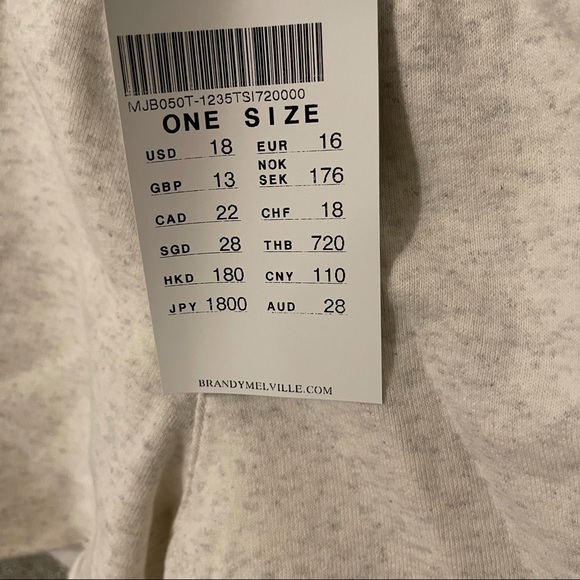 MJB050T-1235TSI720000
ONE SIZE
USD 18 EUR 16
GBP 13 NOK SEK 176
CAD 22 CHF 18
SGD 28 THB 720
HKD 180 CNY 110
JPY 1800 AUD 28
BRANDYMELVILLE.COM